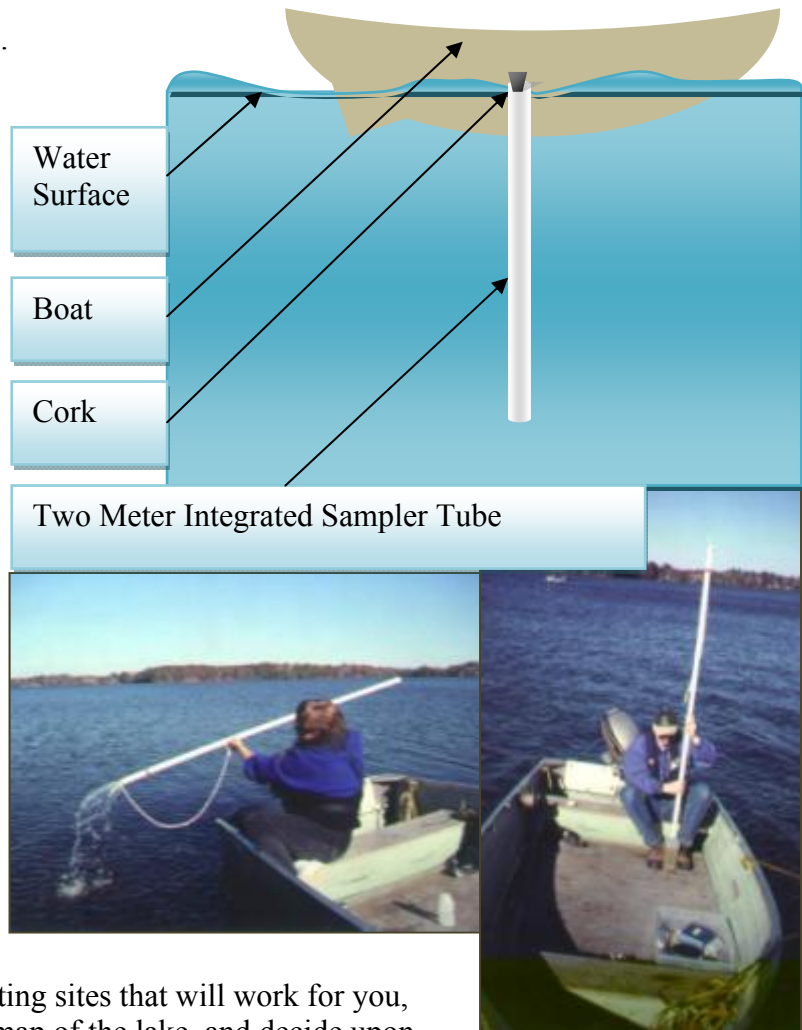 .
Water
Surface
Boat
Cork
Two Meter Integrated Sampler Tube
ting sites that will work for you,
map of the lake, and decide upon